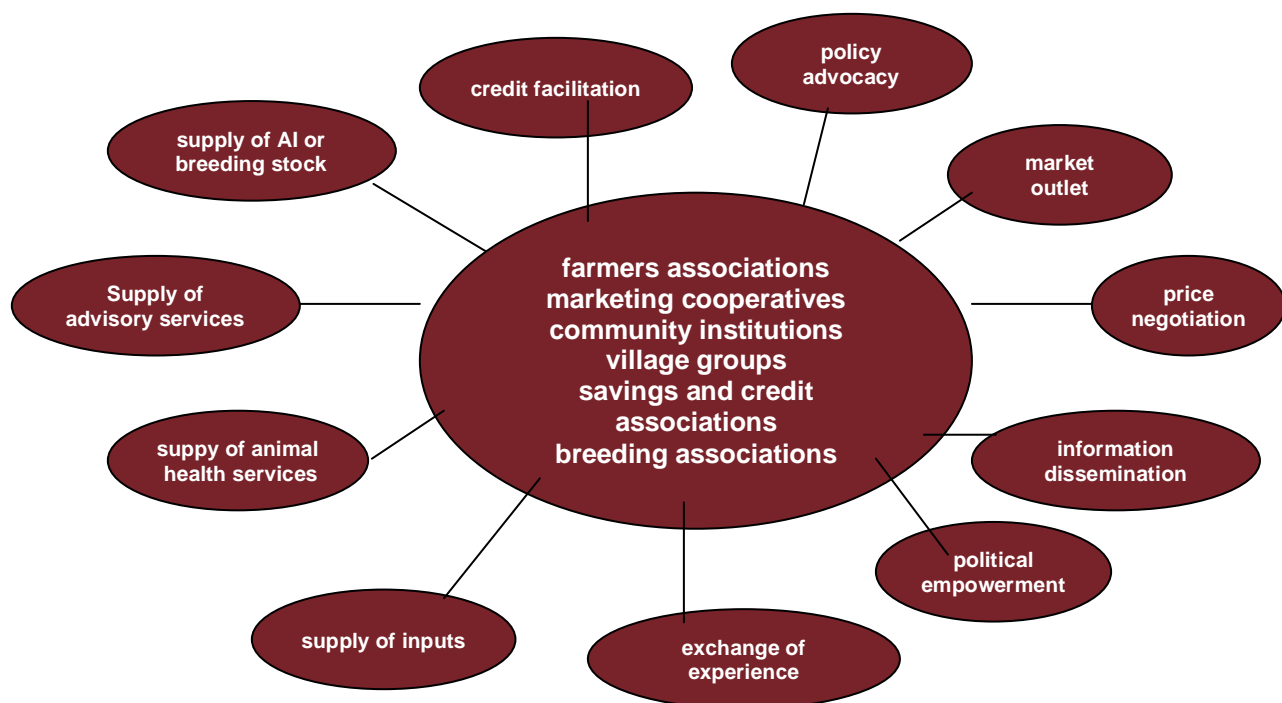 policy
advocacy
credit facilitation
supply of AI or
breeding stock
market
outlet
farmers associations
marketing cooperatives
community institutions
village groups
savings and credit
associations
breeding associations
Supply of
advisory services
price
negotiation
suppy of animal
health services
information
dissemination
political
empowerment
supply of inputs
exchange of
experience